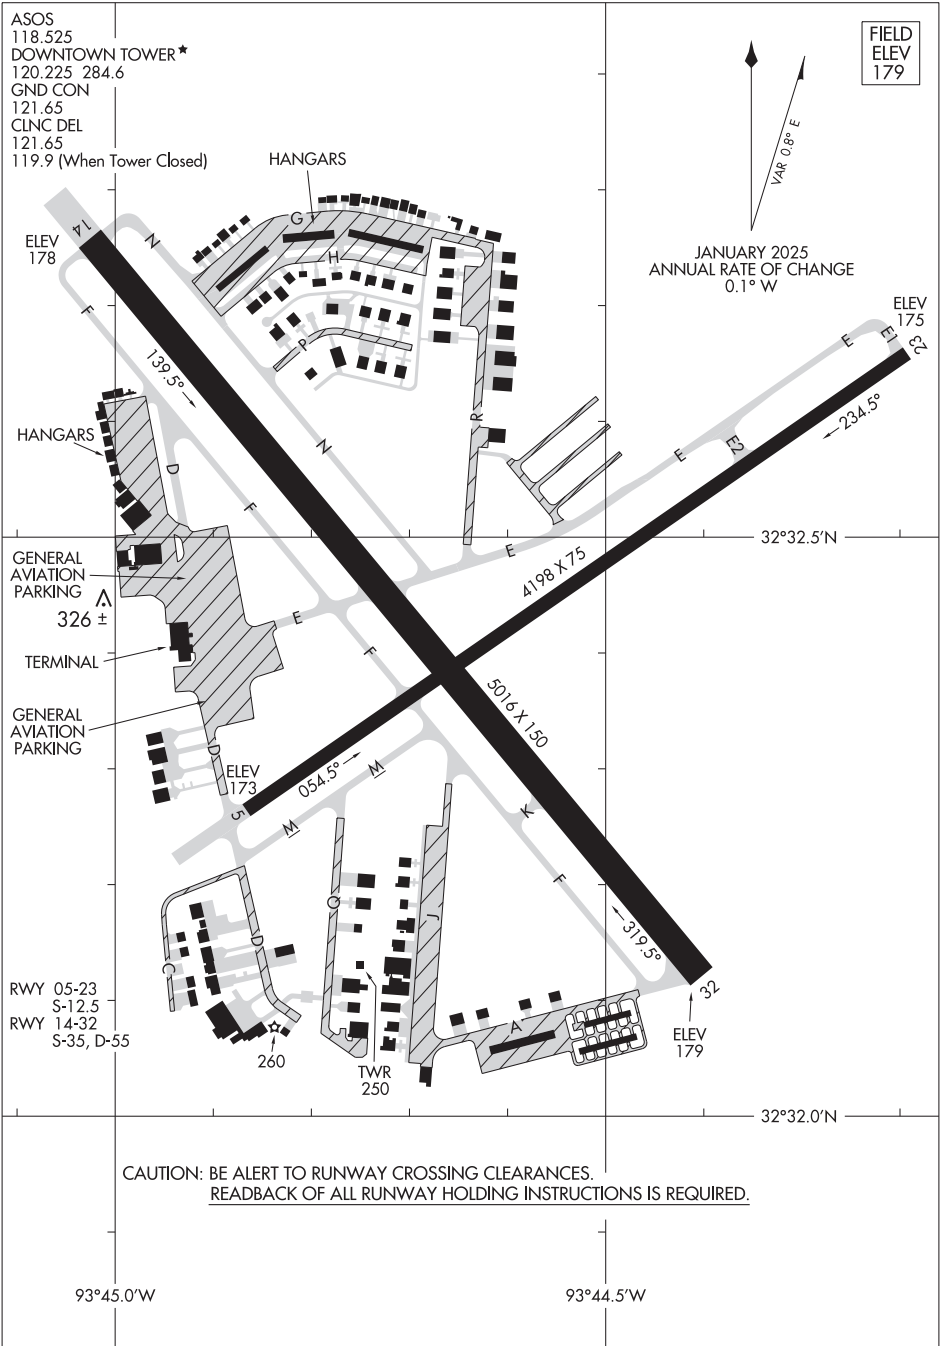 ASOS
118.525
DOWNTOWN TOWER★
120.225 284.6
GND CON
121.65
CLNC DEL
121.65
119.9 (When Tower Closed)
FIELD
ELEV
179
VAR 0.8° E
JANUARY 2025
ANNUAL RATE OF CHANGE
0.1° W
HANGARS
G
H
N
14
ELEV
178
F
P
139.5°
ELEV
175
E
E1
23
HANGARS
R
N
234.5°
D
E
E2
F
32°32.5'N
E
4198 X 75
GENERAL
AVIATION
PARKING
326 ±
E
F
TERMINAL
5016 X 150
GENERAL
AVIATION
PARKING
D
ELEV
173
054.5°
M
5
M
K
F
Q
J
D
C
319.5°
32
RWY 05-23
S-12.5
RWY 14-32
S-35, D-55
A
ELEV
179
260
TWR
250
32°32.0'N
CAUTION: BE ALERT TO RUNWAY CROSSING CLEARANCES.
READBACK OF ALL RUNWAY HOLDING INSTRUCTIONS IS REQUIRED.
93°45.0'W
93°44.5'W